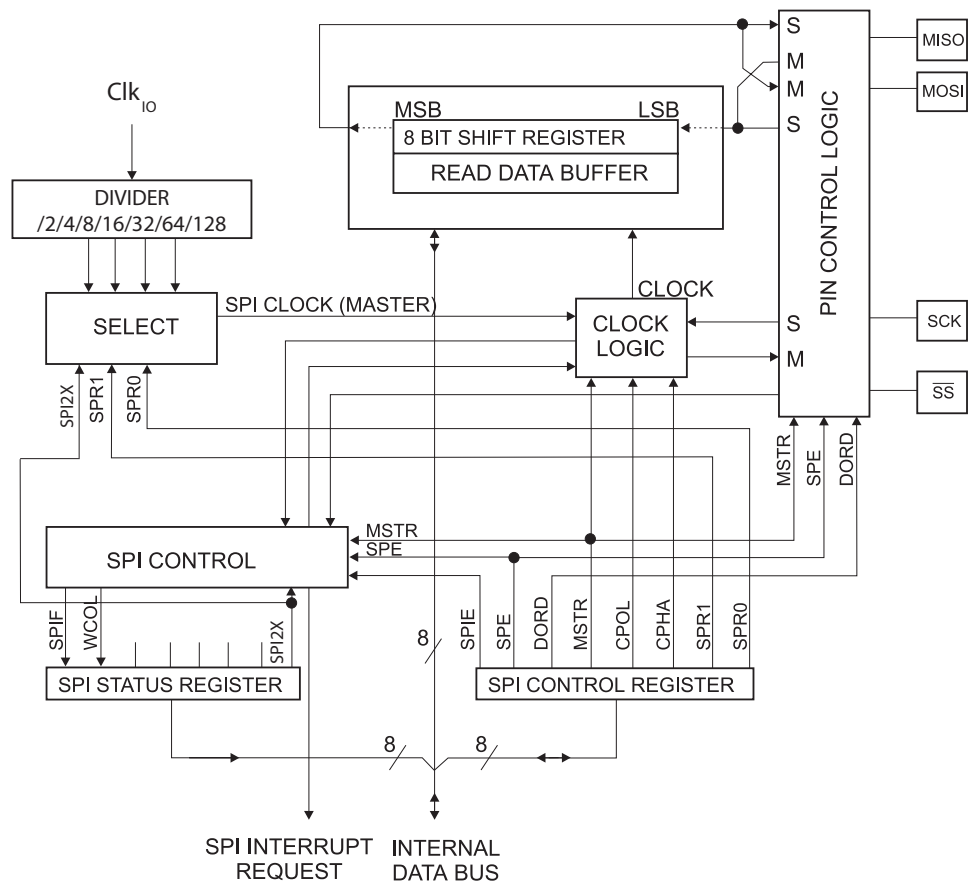 S
MISO
M
M
MOSI
Clk IO
MSB
LSB
S
8 BIT SHIFT REGISTER
READ DATA BUFFER
DIVIDER
/2/4/8/16/32/64/128
PIN CONTROL LOGIC
SPI CLOCK (MASTER)
CLOCK
SELECT
CLOCK
LOGIC
S
SCK
M
SPI2X
SPR1
SPR0
SS
MSTR
SPE
DORD
MSTR
SPE
SPI CONTROL
SPIF
WCOL
SPI2X
8
SPIE
SPE
DORD
MSTR
CPOL
CPHA
SPR1
SPR0
SPI STATUS REGISTER
SPI CONTROL REGISTER
8
8
SPI INTERRUPT
REQUEST
INTERNAL
DATA BUS